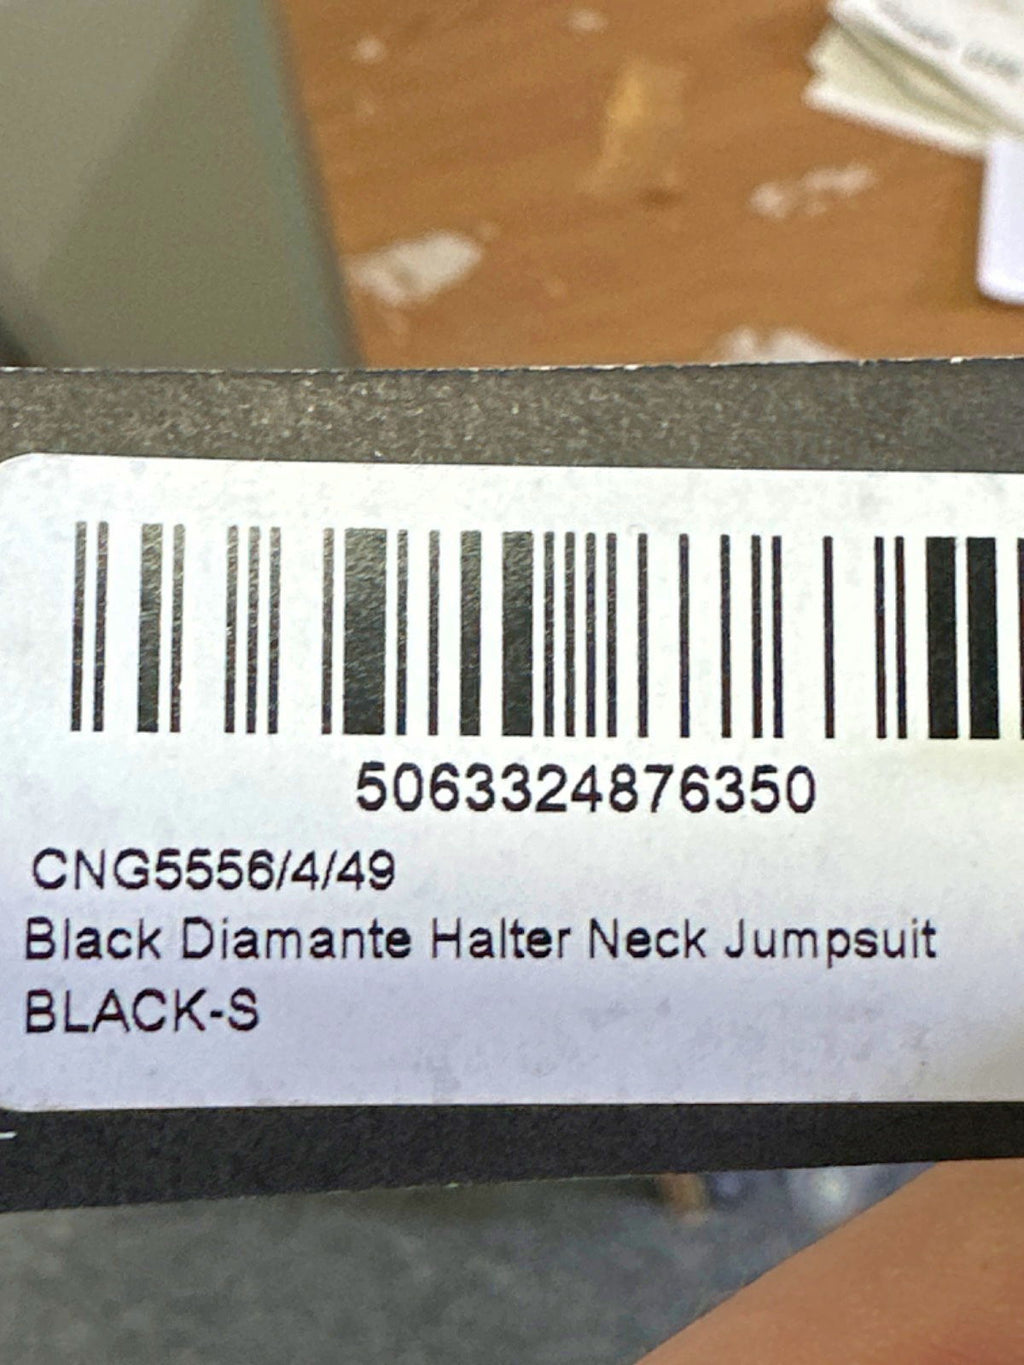 5063324876350
CNG5556/4/49
Black Diamante Halter Neck Jumpsuit
BLACK-S